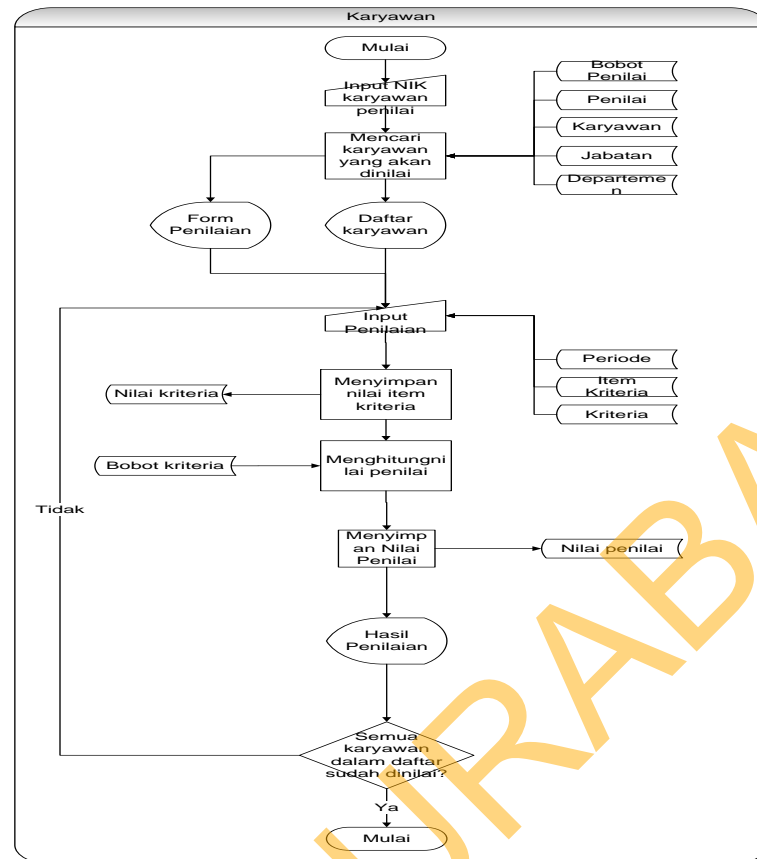 Karyawan
Mulai
Input NIK
karyawan
penilai
Bobot
Penilai
Penilai
Karyawan
Jabatan
Departeme
n
Mencari
karyawan
yang akan
dinilai
Form
Penilaian
Daftar
karyawan
Input
Penilaian
Periode
Item
Kriteria
Kriteria
Menyimpan
nilai item
kriteria
Nilai kriteria
Menghitungni
lai penilai
Bobot kriteria
Tidak
Menyimp
an Nilai
Penilai
Nilai penilai
Hasil
Penilaian
Semua
karyawan
dalam daftar
sudah dinilai?
Ya
Mulai
URABA